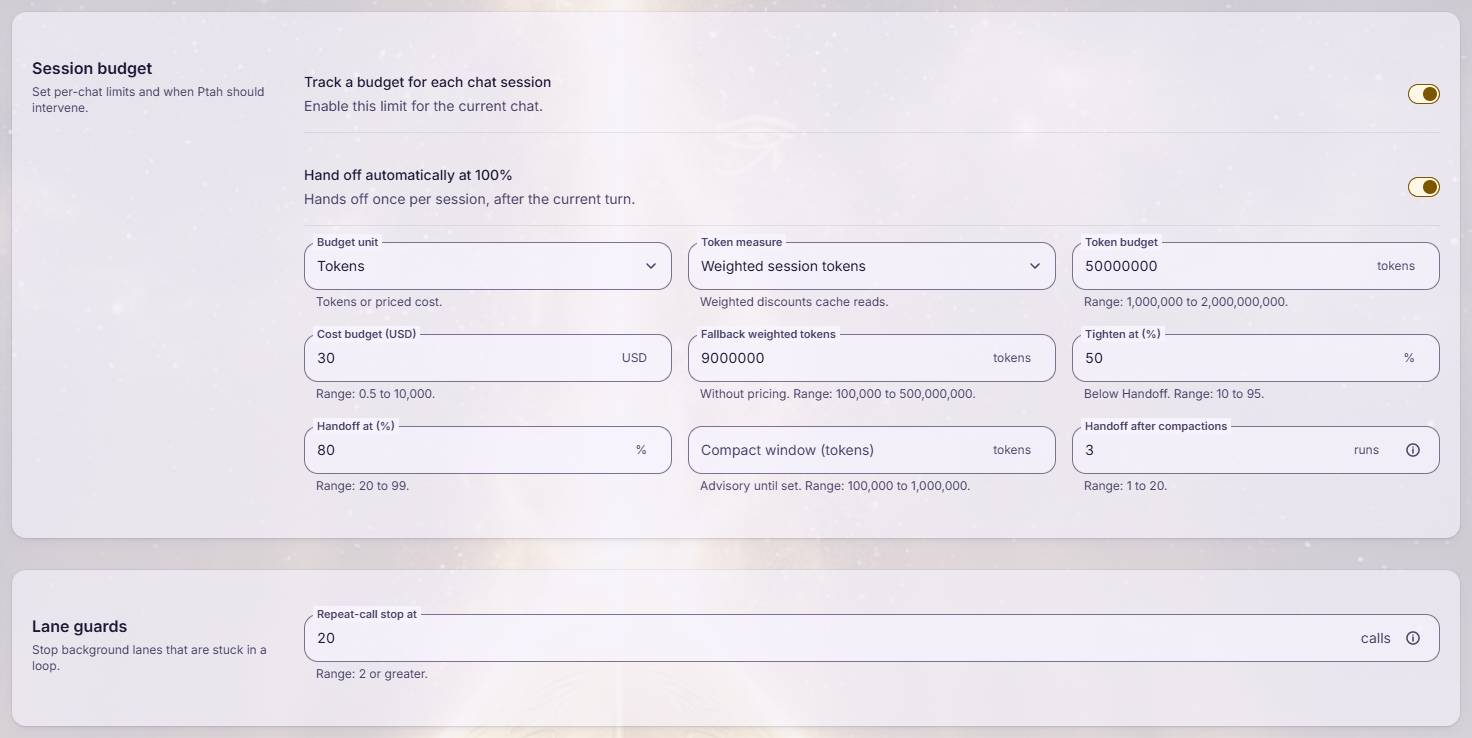 Session budget
Set per-chat limits and when Ptah should
intervene.
Track a budget for each chat session
Enable this limit for the current chat.
Hand off automatically at 100%
Hands off once per session, after the current turn.
Budget unit
Tokens
Tokens or priced cost.
Token measure
Weighted session tokens
Weighted discounts cache reads.
Token budget
50000000 tokens
Range: 1,000,000 to 2,000,000,000.
Cost budget (USD)
30 USD
Range: 0.5 to 10,000.
Fallback weighted tokens
9000000 tokens
Without pricing. Range: 100,000 to 500,000,000.
Tighten at (%)
50 %
Below Handoff. Range: 10 to 95.
Handoff at (%)
80 %
Range: 20 to 99.
Compact window (tokens) tokens
Advisory until set. Range: 100,000 to 1,000,000.
Handoff after compactions
3 runs
Range: 1 to 20.
Lane guards
Stop background lanes that are stuck in a
loop.
Repeat-call stop at
20 calls
Range: 2 or greater.